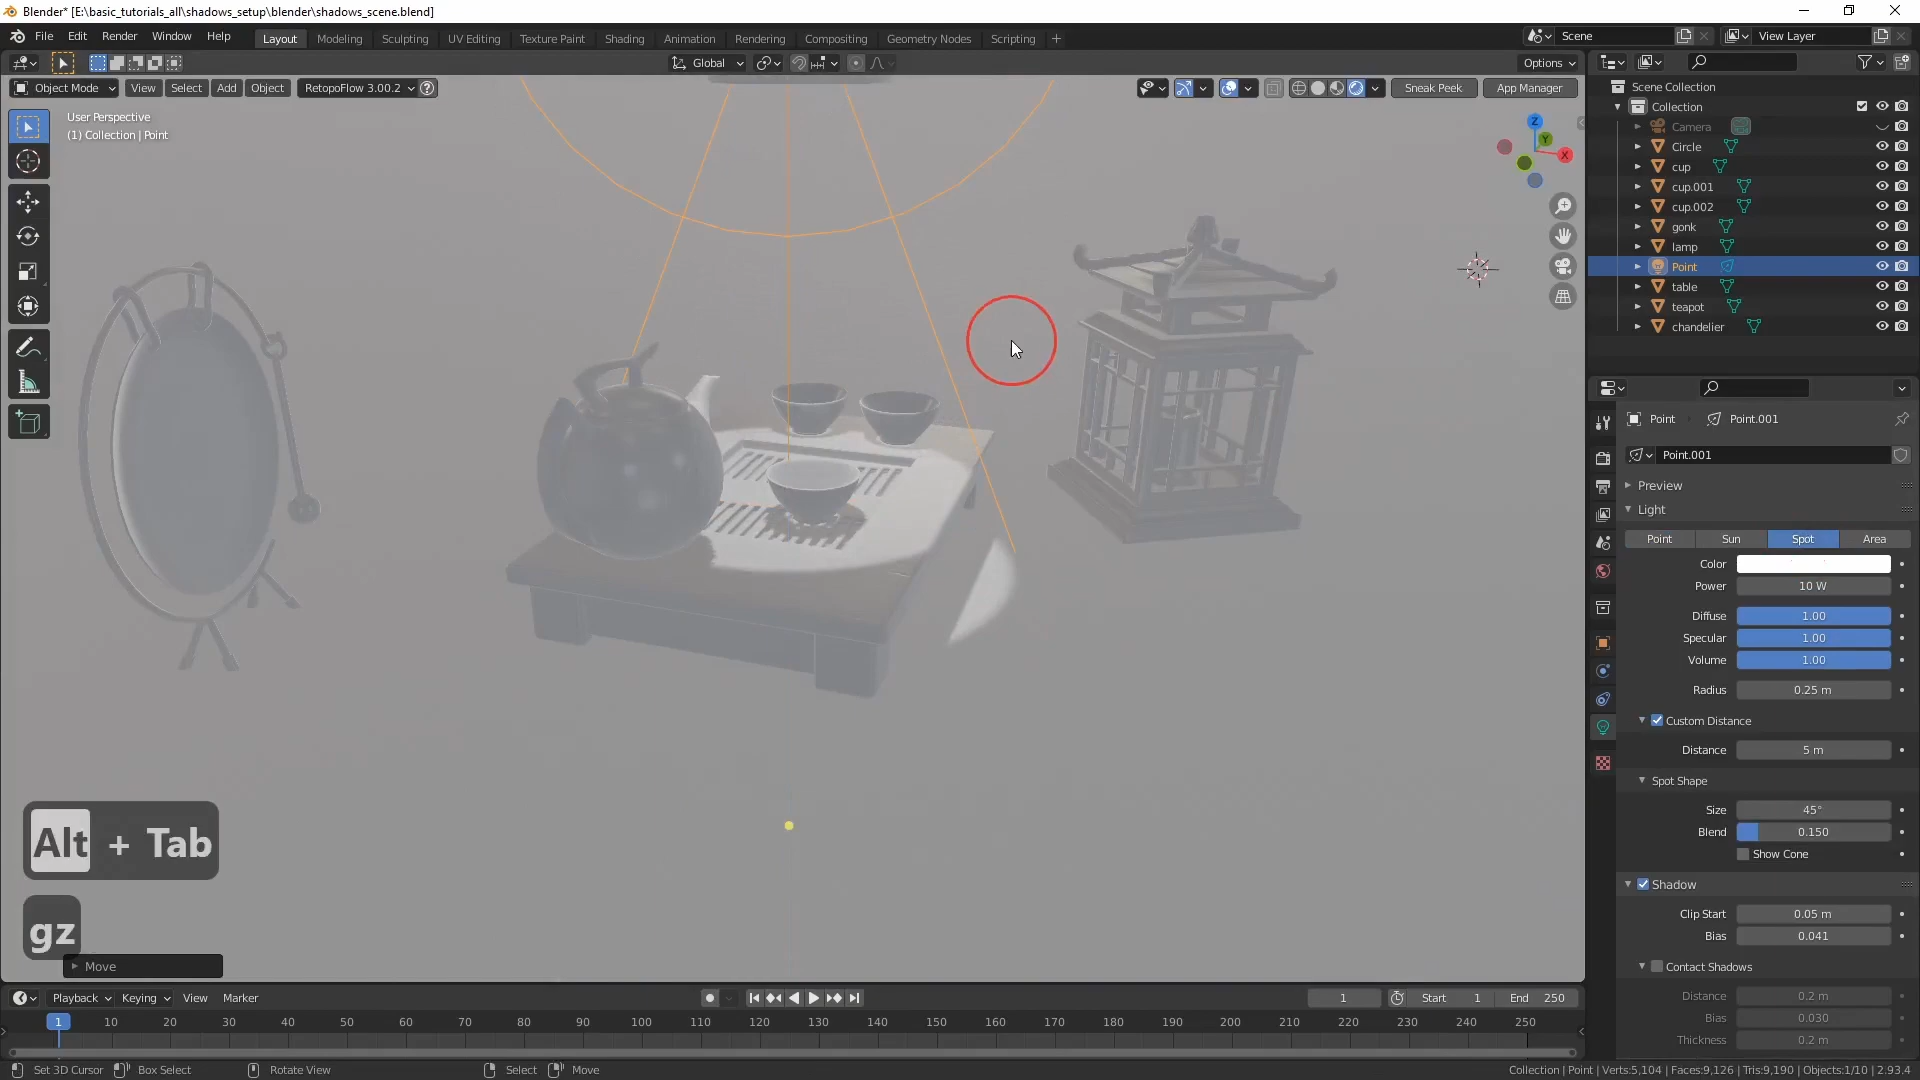 Blender* [E:\basic_tutorials_all\shadows_setup\blender\shadows_scene.blend]
File Edit Render Window Help Layout Modeling Sculpting UV Editing Texture Paint Shading Animation Rendering Compositing Geometry Nodes Scripting + Scene View Layer
Global Options
Object Mode View Select Add Object RetopoFlow 3.00.2 Sneak Peek App Manager
User Perspective
(1) Collection | Point
Z
Y
X
Scene Collection
Collection
Camera
Circle
cup
cup.001
cup.002
gonk
lamp
Point
table
teapot
chandelier
Point Point.001
Point.001
Preview
Light
Point Sun Spot Area
Color
Power 10 W
Diffuse 1.00
Specular 1.00
Volume 1.00
Radius 0.25 m
Custom Distance
Distance 5 m
Spot Shape
Size 45°
Blend 0.150
Show Cone
Shadow
Clip Start 0.05 m
Bias 0.041
Contact Shadows
Distance 0.2 m
Bias 0.030
Thickness 0.2 m
Alt + Tab
gz
Move
Playback Keying View Marker 1 Start 1 End 250
1 10 20 30 40 50 60 70 80 90 100 110 120 130 140 150 160 170 180 190 200 210 220 230 240 250
Set 3D Cursor Box Select Rotate View Select Move Collection | Point | Verts:5,104 | Faces:9,126 | Tris:9,190 | Objects:1/10 | 2.93.4